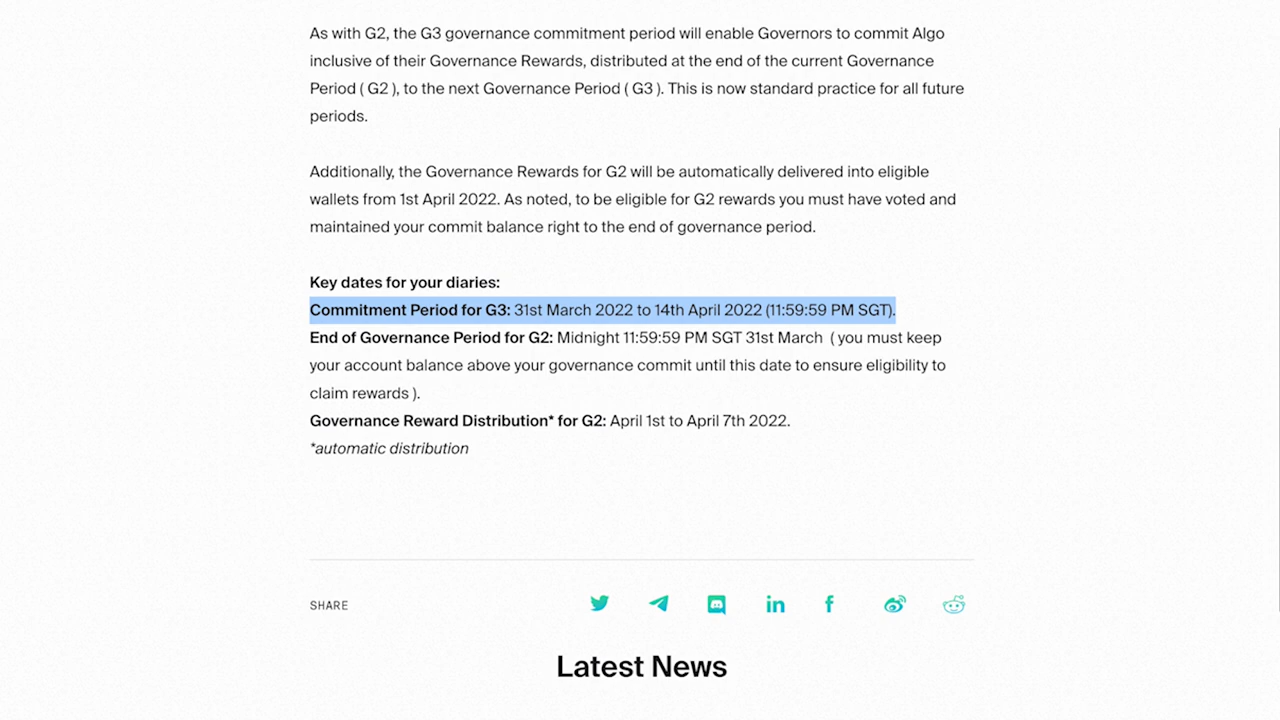 As with G2, the G3 governance commitment period will enable Governors to commit Algo
inclusive of their Governance Rewards, distributed at the end of the current Governance
Period ( G2 ), to the next Governance Period ( G3 ). This is now standard practice for all future
periods.
Additionally, the Governance Rewards for G2 will be automatically delivered into eligible
wallets from 1st April 2022. As noted, to be eligible for G2 rewards you must have voted and
maintained your commit balance right to the end of governance period.
Key dates for your diaries:
Commitment Period for G3: 31st March 2022 to 14th April 2022 (11:59:59 PM SGT).
End of Governance Period for G2: Midnight 11:59:59 PM SGT 31st March ( you must keep
your account balance above your governance commit until this date to ensure eligibility to
claim rewards ).
Governance Reward Distribution* for G2: April 1st to April 7th 2022.
*automatic distribution
SHARE
Latest News